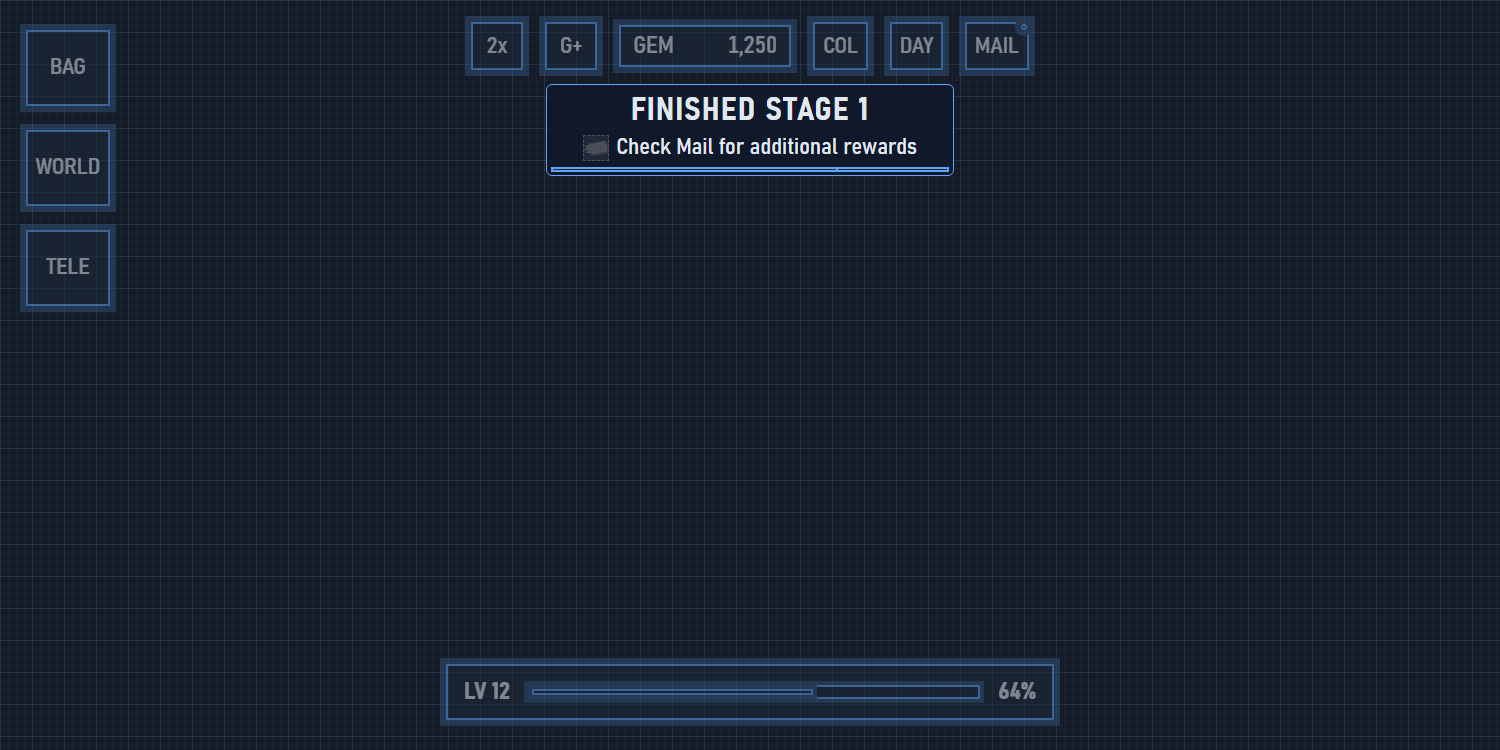 BAG
WORLD
TELE
2x
G+
GEM 1,250
COL
DAY
MAIL
FINISHED STAGE 1
Check Mail for additional rewards
LV 12
64%